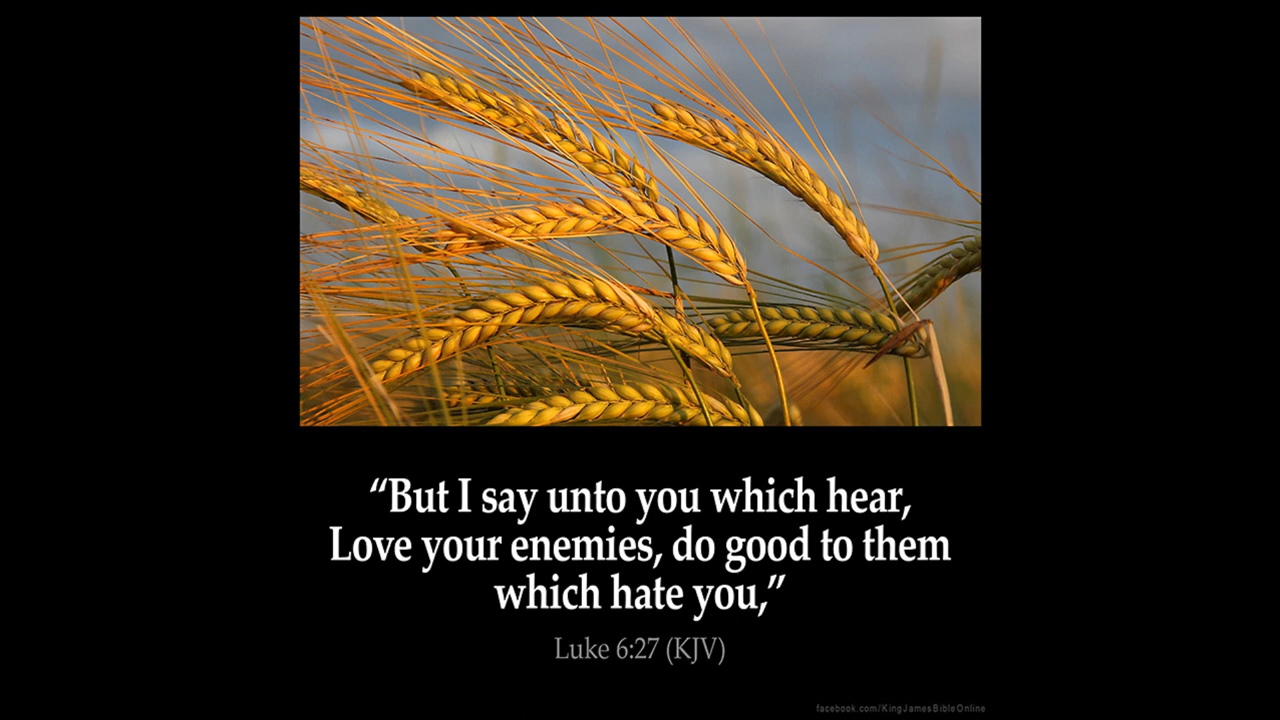 “But I say unto you which hear,
Love your enemies, do good to them
which hate you,”
Luke 6:27 (KJV)
facebook.com/KingJamesBibleOnline